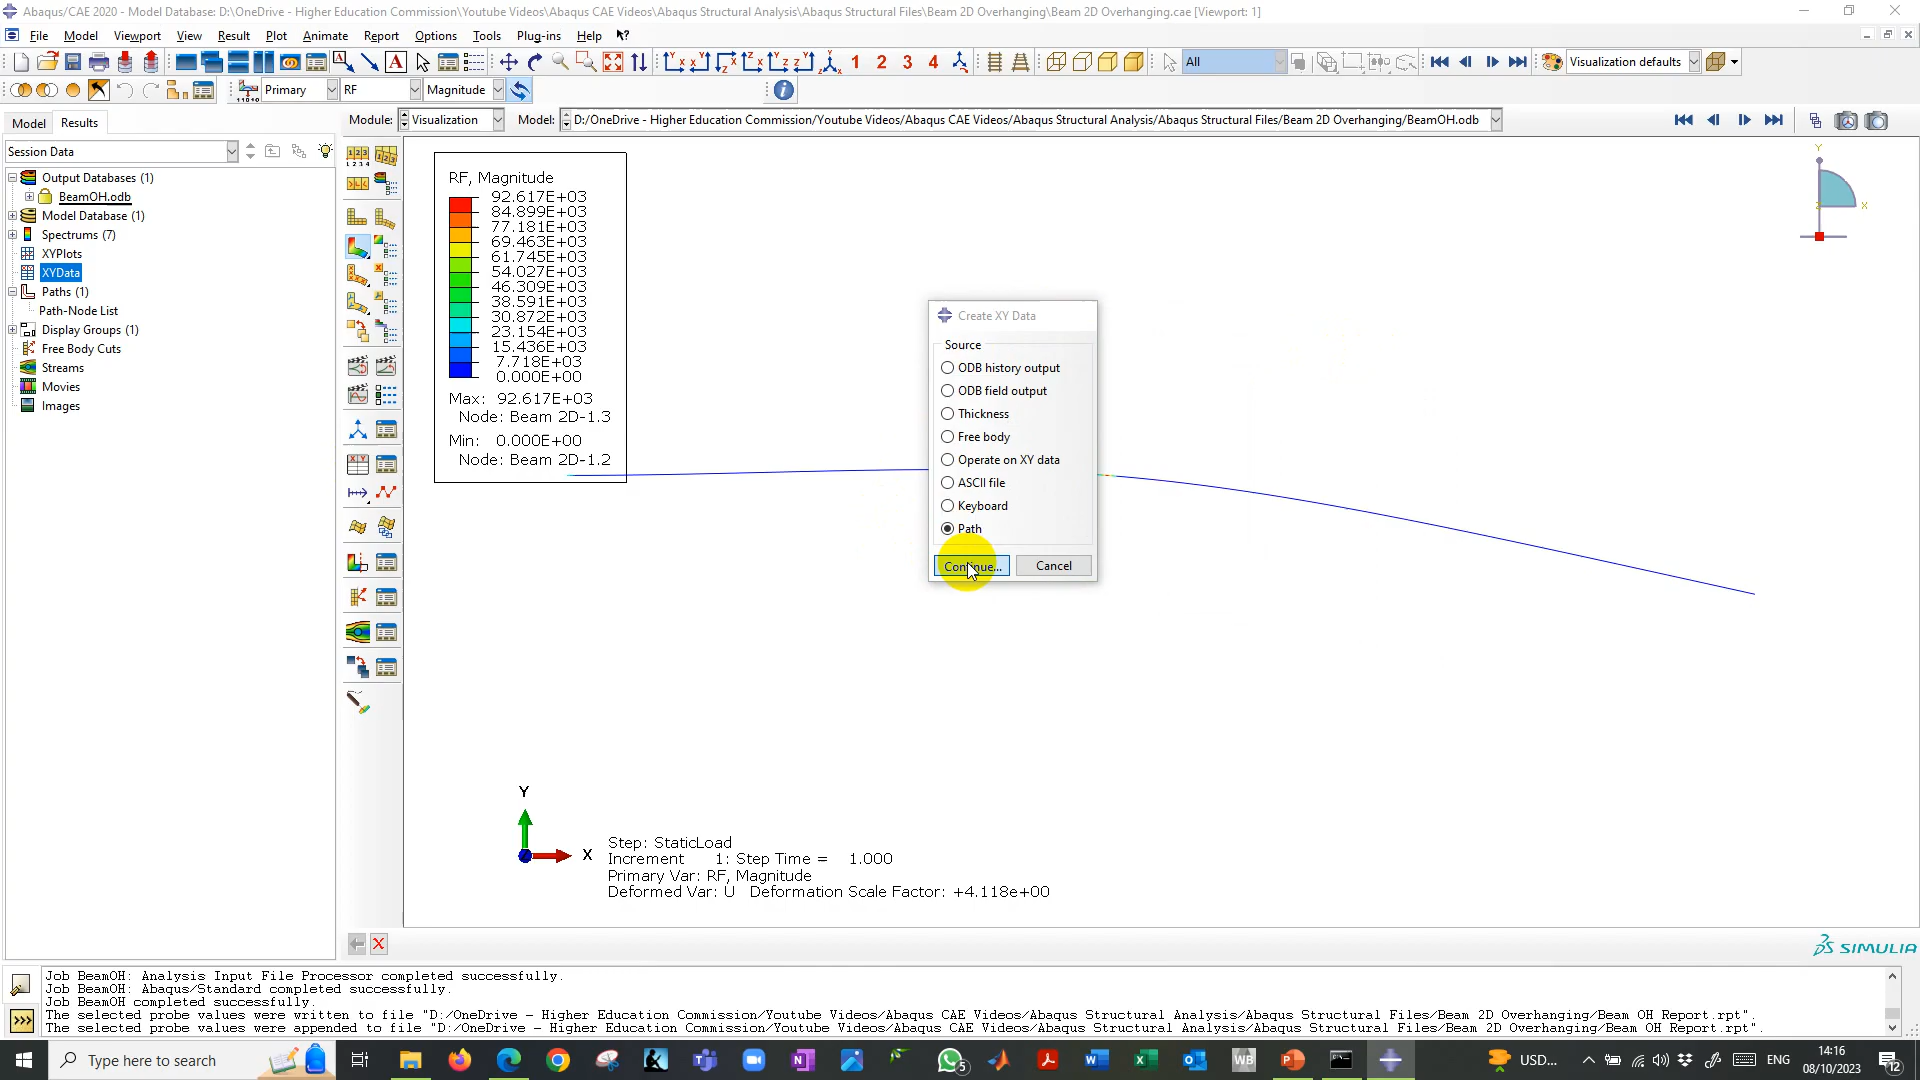 Abaqus/CAE 2020 - Model Database: D:\OneDrive - Higher Education Commission\Youtube Videos\Abaqus CAE Videos\Abaqus Structural Analysis\Abaqus Structural Files\Beam 2D Overhanging\Beam 2D Overhanging.cae [Viewport: 1]
File Model Viewport View Result Plot Animate Report Options Tools Plug-ins Help
1 2 3 4 All Visualization defaults
Primary RF Magnitude
Model Results Module: Visualization Model: D:/OneDrive - Higher Education Commission/Youtube Videos/Abaqus CAE Videos/Abaqus Structural Analysis/Abaqus Structural Files/Beam 2D Overhanging/BeamOH.odb
Session Data
Output Databases (1)
BeamOH.odb
Model Database (1)
Spectrums (7)
XYPlots
XYData
Paths (1)
Path-Node List
Display Groups (1)
Free Body Cuts
Streams
Movies
Images
RF, Magnitude
92.617E+03
84.899E+03
77.181E+03
69.463E+03
61.745E+03
54.027E+03
46.309E+03
38.591E+03
30.872E+03
23.154E+03
15.436E+03
7.718E+03
0.000E+00
Max: 92.617E+03
Node: Beam 2D-1.3
Min: 0.000E+00
Node: Beam 2D-1.2
Y
X
Create XY Data
Source
ODB history output
ODB field output
Thickness
Free body
Operate on XY data
ASCII file
Keyboard
Path
Continue... Cancel
Y
X
Step: StaticLoad
Increment 1: Step Time = 1.000
Primary Var: RF, Magnitude
Deformed Var: U Deformation Scale Factor: +4.118e+00
SIMULIA
Job BeamOH: Analysis Input File Processor completed successfully.
Job BeamOH: Abaqus/Standard completed successfully.
Job BeamOH completed successfully.
The selected probe values were written to file "D:/OneDrive - Higher Education Commission/Youtube Videos/Abaqus CAE Videos/Abaqus Structural Analysis/Abaqus Structural Files/Beam 2D Overhanging/Beam OH Report.rpt".
The selected probe values were appended to file "D:/OneDrive - Higher Education Commission/Youtube Videos/Abaqus CAE Videos/Abaqus Structural Analysis/Abaqus Structural Files/Beam 2D Overhanging/Beam OH Report.rpt".
Type here to search
USD... ENG 14:16
08/10/2023